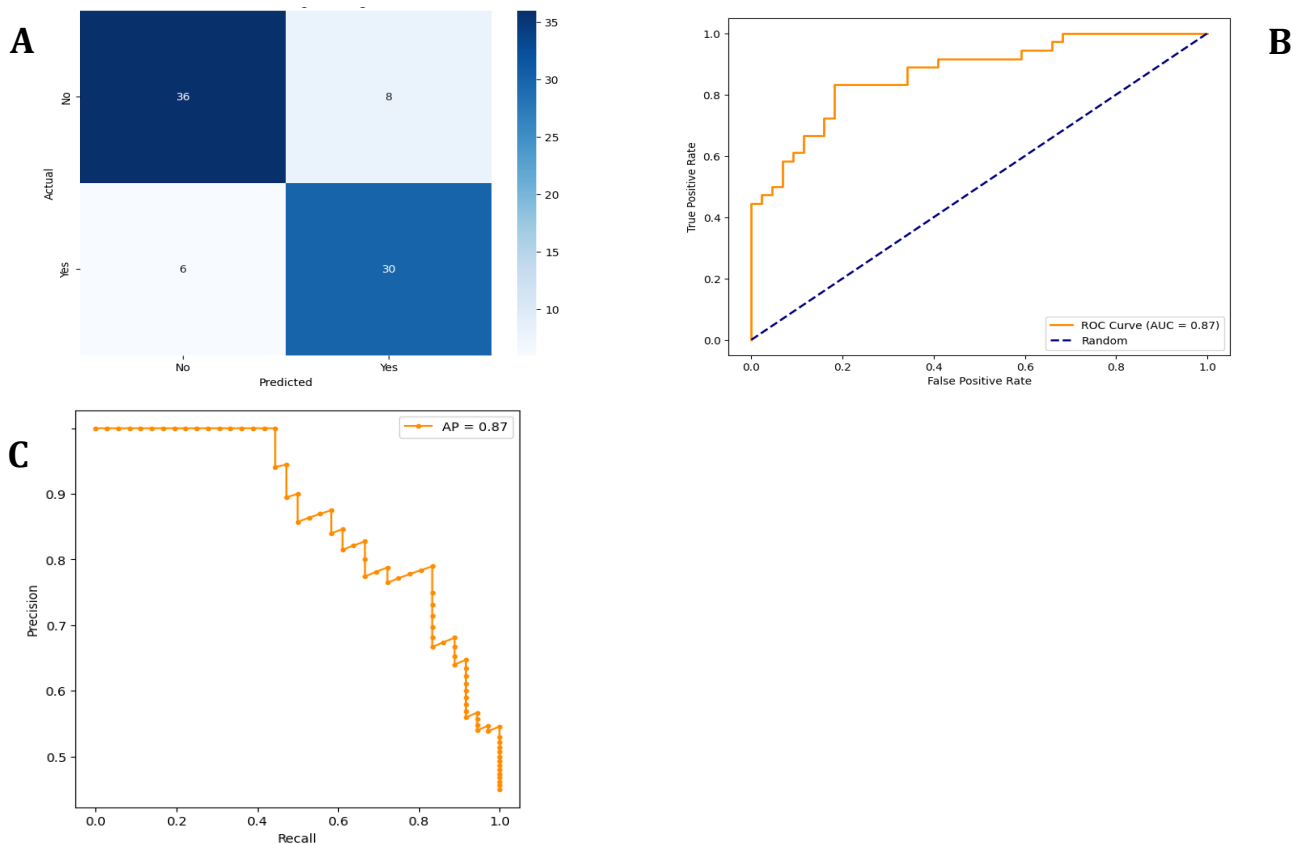 A
No
Yes
Actual
36
8
6
30
No
Yes
Predicted
35
30
25
20
15
10
B
True Positive Rate
1.0
0.8
0.6
0.4
0.2
0.0
0.0 0.2 0.4 0.6 0.8 1.0
False Positive Rate
ROC Curve (AUC = 0.87)
Random
C
Precision
0.9
0.8
0.7
0.6
0.5
0.0 0.2 0.4 0.6 0.8 1.0
Recall
AP = 0.87